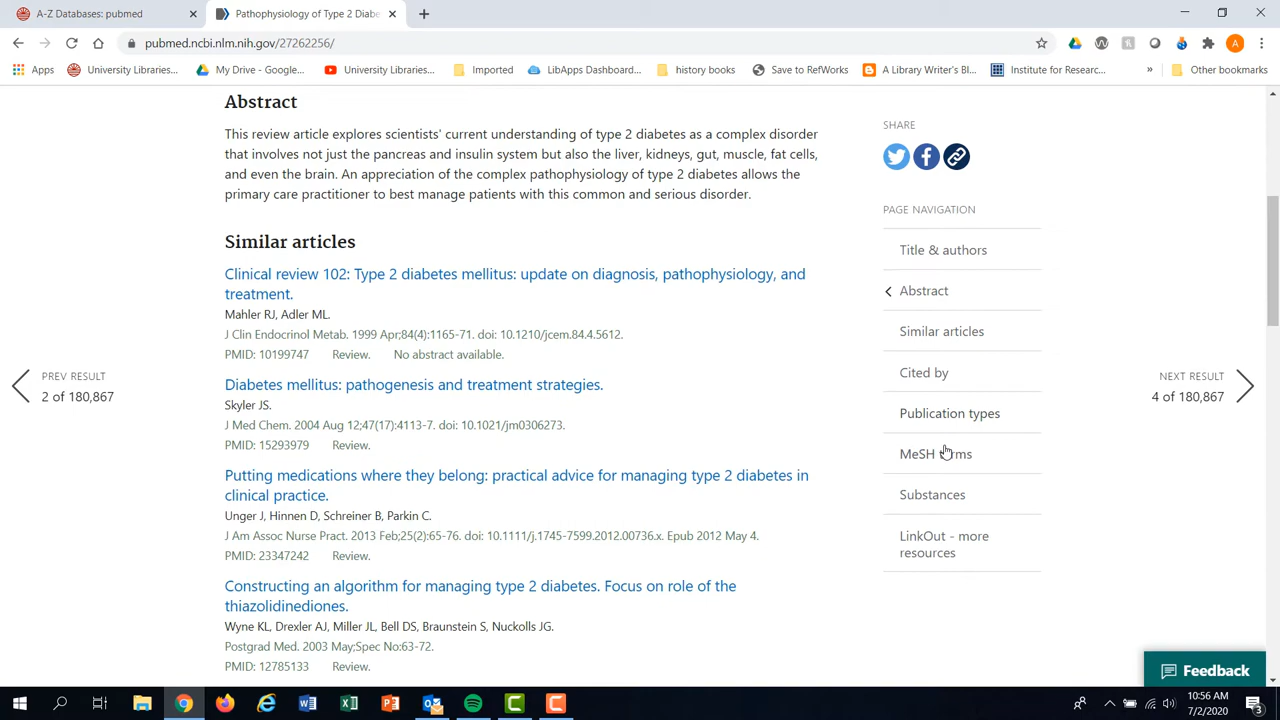 A-Z Databases: pubmed
Pathophysiology of Type 2 Diabe
pubmed.ncbi.nlm.nih.gov/27262256/
A
Apps
University Libraries...
My Drive - Google...
University Libraries...
Imported
LibApps Dashboard...
history books
Save to RefWorks
A Library Writer's Bl...
Institute for Researc...
»
Other bookmarks
Abstract
This review article explores scientists' current understanding of type 2 diabetes as a complex disorder
that involves not just the pancreas and insulin system but also the liver, kidneys, gut, muscle, fat cells,
and even the brain. An appreciation of the complex pathophysiology of type 2 diabetes allows the
primary care practitioner to best manage patients with this common and serious disorder.
Similar articles
Clinical review 102: Type 2 diabetes mellitus: update on diagnosis, pathophysiology, and
treatment.
Mahler RJ, Adler ML.
J Clin Endocrinol Metab. 1999 Apr;84(4):1165-71. doi: 10.1210/jcem.84.4.5612.
PMID: 10199747 Review. No abstract available.
Diabetes mellitus: pathogenesis and treatment strategies.
Skyler JS.
J Med Chem. 2004 Aug 12;47(17):4113-7. doi: 10.1021/jm0306273.
PMID: 15293979 Review.
Putting medications where they belong: practical advice for managing type 2 diabetes in
clinical practice.
Unger J, Hinnen D, Schreiner B, Parkin C.
J Am Assoc Nurse Pract. 2013 Feb;25(2):65-76. doi: 10.1111/j.1745-7599.2012.00736.x. Epub 2012 May 4.
PMID: 23347242 Review.
Constructing an algorithm for managing type 2 diabetes. Focus on role of the
thiazolidinediones.
Wyne KL, Drexler AJ, Miller JL, Bell DS, Braunstein S, Nuckolls JG.
Postgrad Med. 2003 May;Spec No:63-72.
PMID: 12785133 Review.
PREV RESULT
2 of 180,867
SHARE
PAGE NAVIGATION
Title & authors
Abstract
Similar articles
Cited by
Publication types
MeSH terms
Substances
LinkOut - more
resources
NEXT RESULT
4 of 180,867
Feedback
10:56 AM
7/2/2020
3